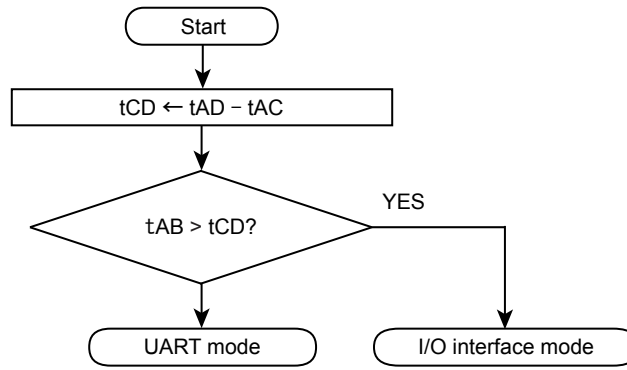 Start
tCD ← tAD − tAC
tAB > tCD?
YES
UART mode
I/O interface mode